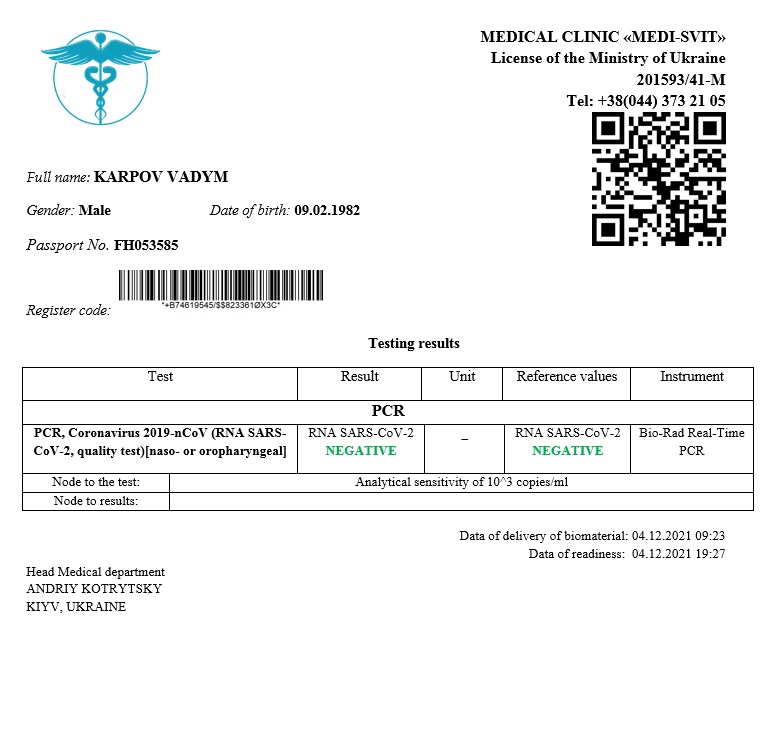 MEDICAL CLINIC «MEDI-SVIT»
License of the Ministry of Ukraine
201593/41-M
Tel: +38(044) 373 21 05
Full name: KARPOV VADYM
Gender: Male Date of birth: 09.02.1982
Passport No. FH053585
Register code: *+B74619545/$$823361ØX3C*
Testing results
Test Result Unit Reference values Instrument
PCR
PCR, Coronavirus 2019-nCoV (RNA SARS- RNA SARS-CoV-2 _ RNA SARS-CoV-2 Bio-Rad Real-Time
CoV-2, quality test)[naso- or oropharyngeal] NEGATIVE NEGATIVE PCR
Node to the test: Analytical sensitivity of 10^3 copies/ml
Node to results:
Data of delivery of biomaterial: 04.12.2021 09:23
Data of readiness: 04.12.2021 19:27
Head Medical department
ANDRIY KOTRYTSKY
KIYV, UKRAINE